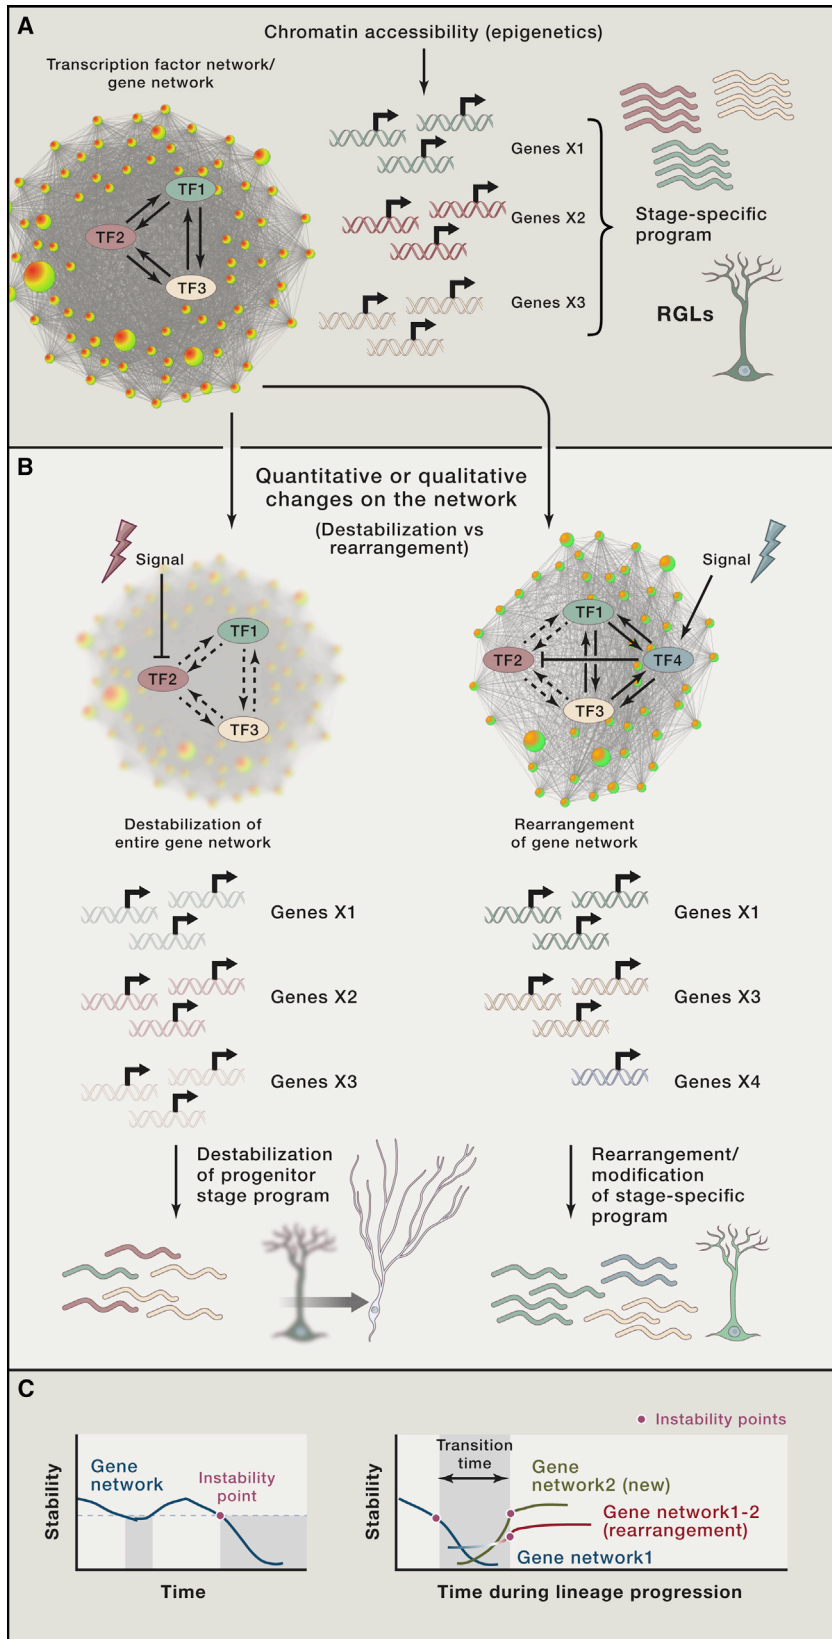 A
Chromatin accessibility (epigenetics)
Transcription factor network/
gene network
TF1
TF2
TF3
Genes X1
Genes X2
Genes X3
Stage-specific
program
RGLs
B
Quantitative or qualitative
changes on the network
(Destabilization vs
rearrangement)
Signal
TF1
TF2
TF3
Signal
TF1
TF2
TF4
TF3
Destabilization of
entire gene network
Rearrangement
of gene network
Genes X1
Genes X2
Genes X3
Genes X1
Genes X3
Genes X4
Destabilization
of progenitor
stage program
Rearrangement/
modification
of stage-specific
program
C
Stability
Gene
network
Instability
point
Time
Instability points
Stability
Transition
time
Gene
network2 (new)
Gene network1-2
(rearrangement)
Gene network1
Time during lineage progression